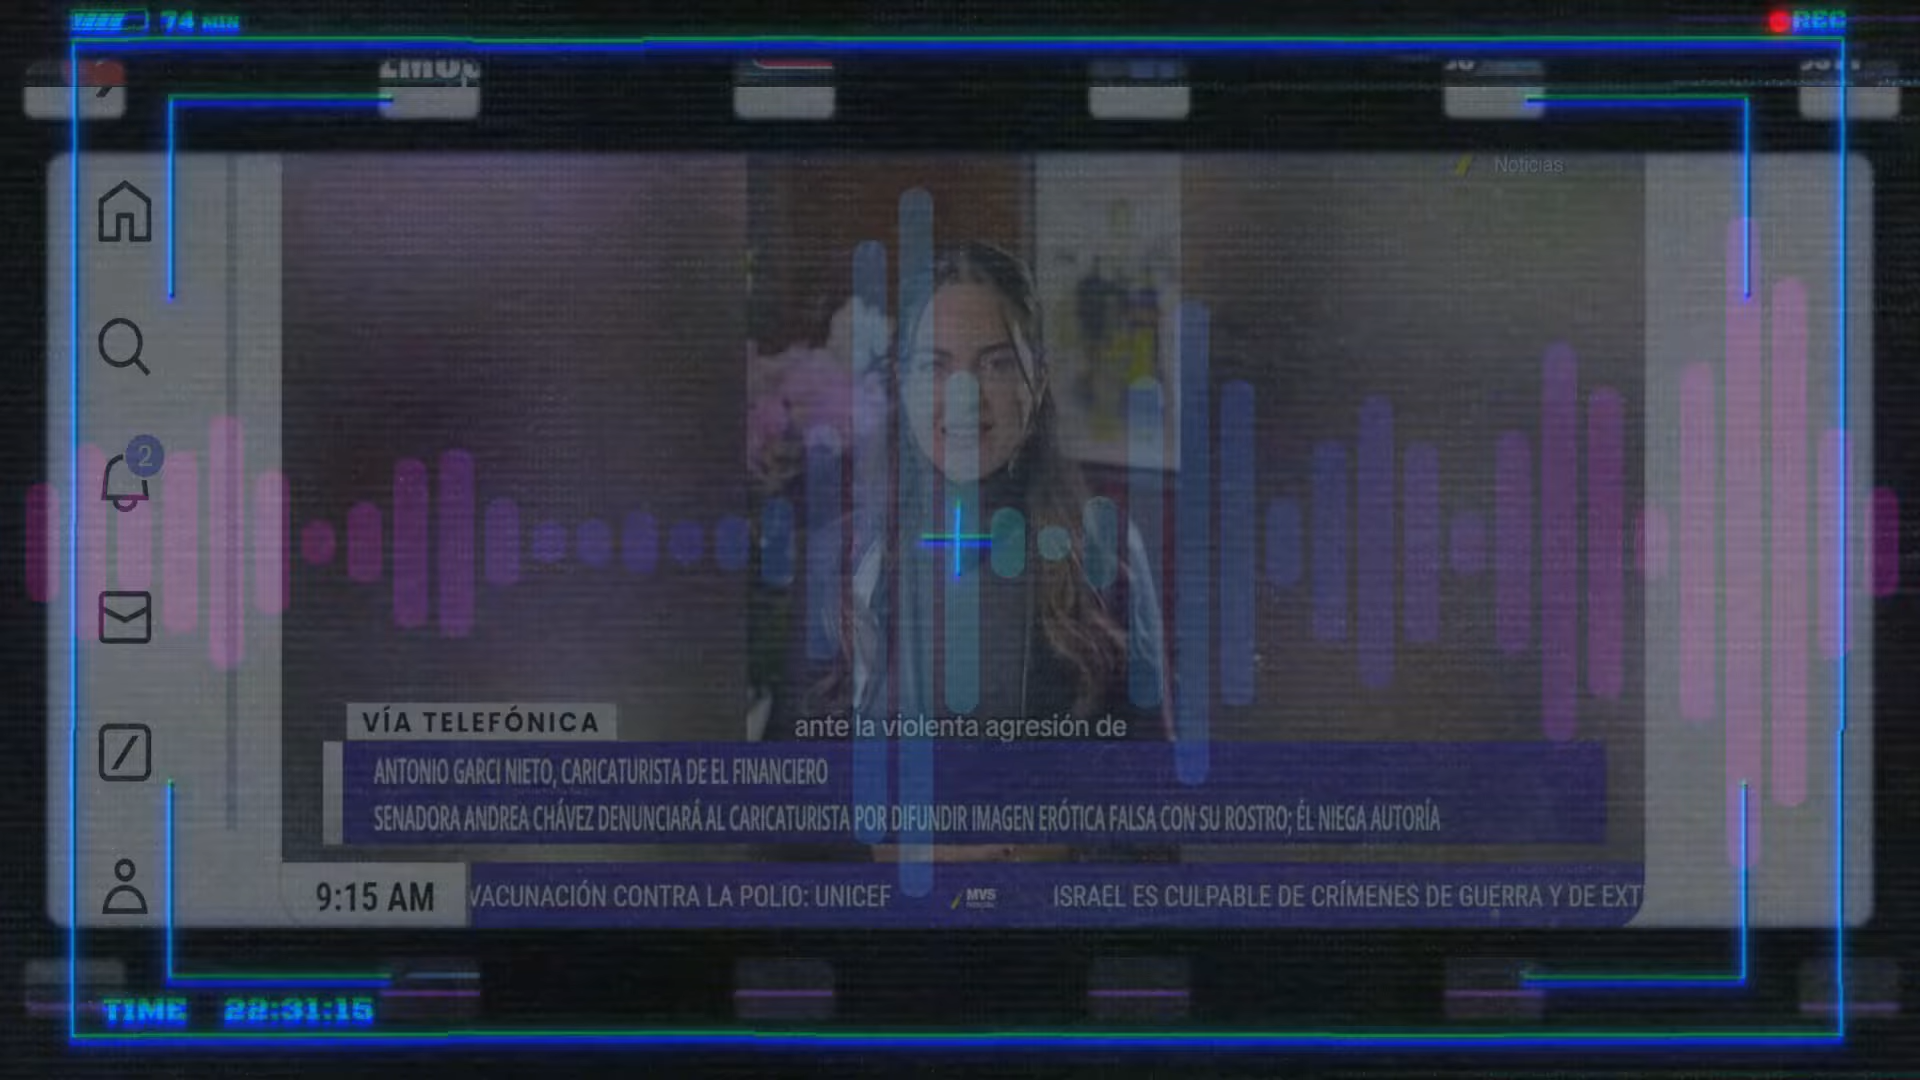 74 MIN
REC
Noticias
2
VÍA TELEFÓNICA
ante la violenta agresión de
ANTONIO GARCI NIETO, CARICATURISTA DE EL FINANCIERO
SENADORA ANDREA CHÁVEZ DENUNCIARÁ AL CARICATURISTA POR DIFUNDIR IMAGEN ERÓTICA FALSA CON SU ROSTRO; ÉL NIEGA AUTORÍA
9:15 AM
VACUNACIÓN CONTRA LA POLIO: UNICEF
MVS
ISRAEL ES CULPABLE DE CRÍMENES DE GUERRA Y DE EXT
TIME 22:31:15